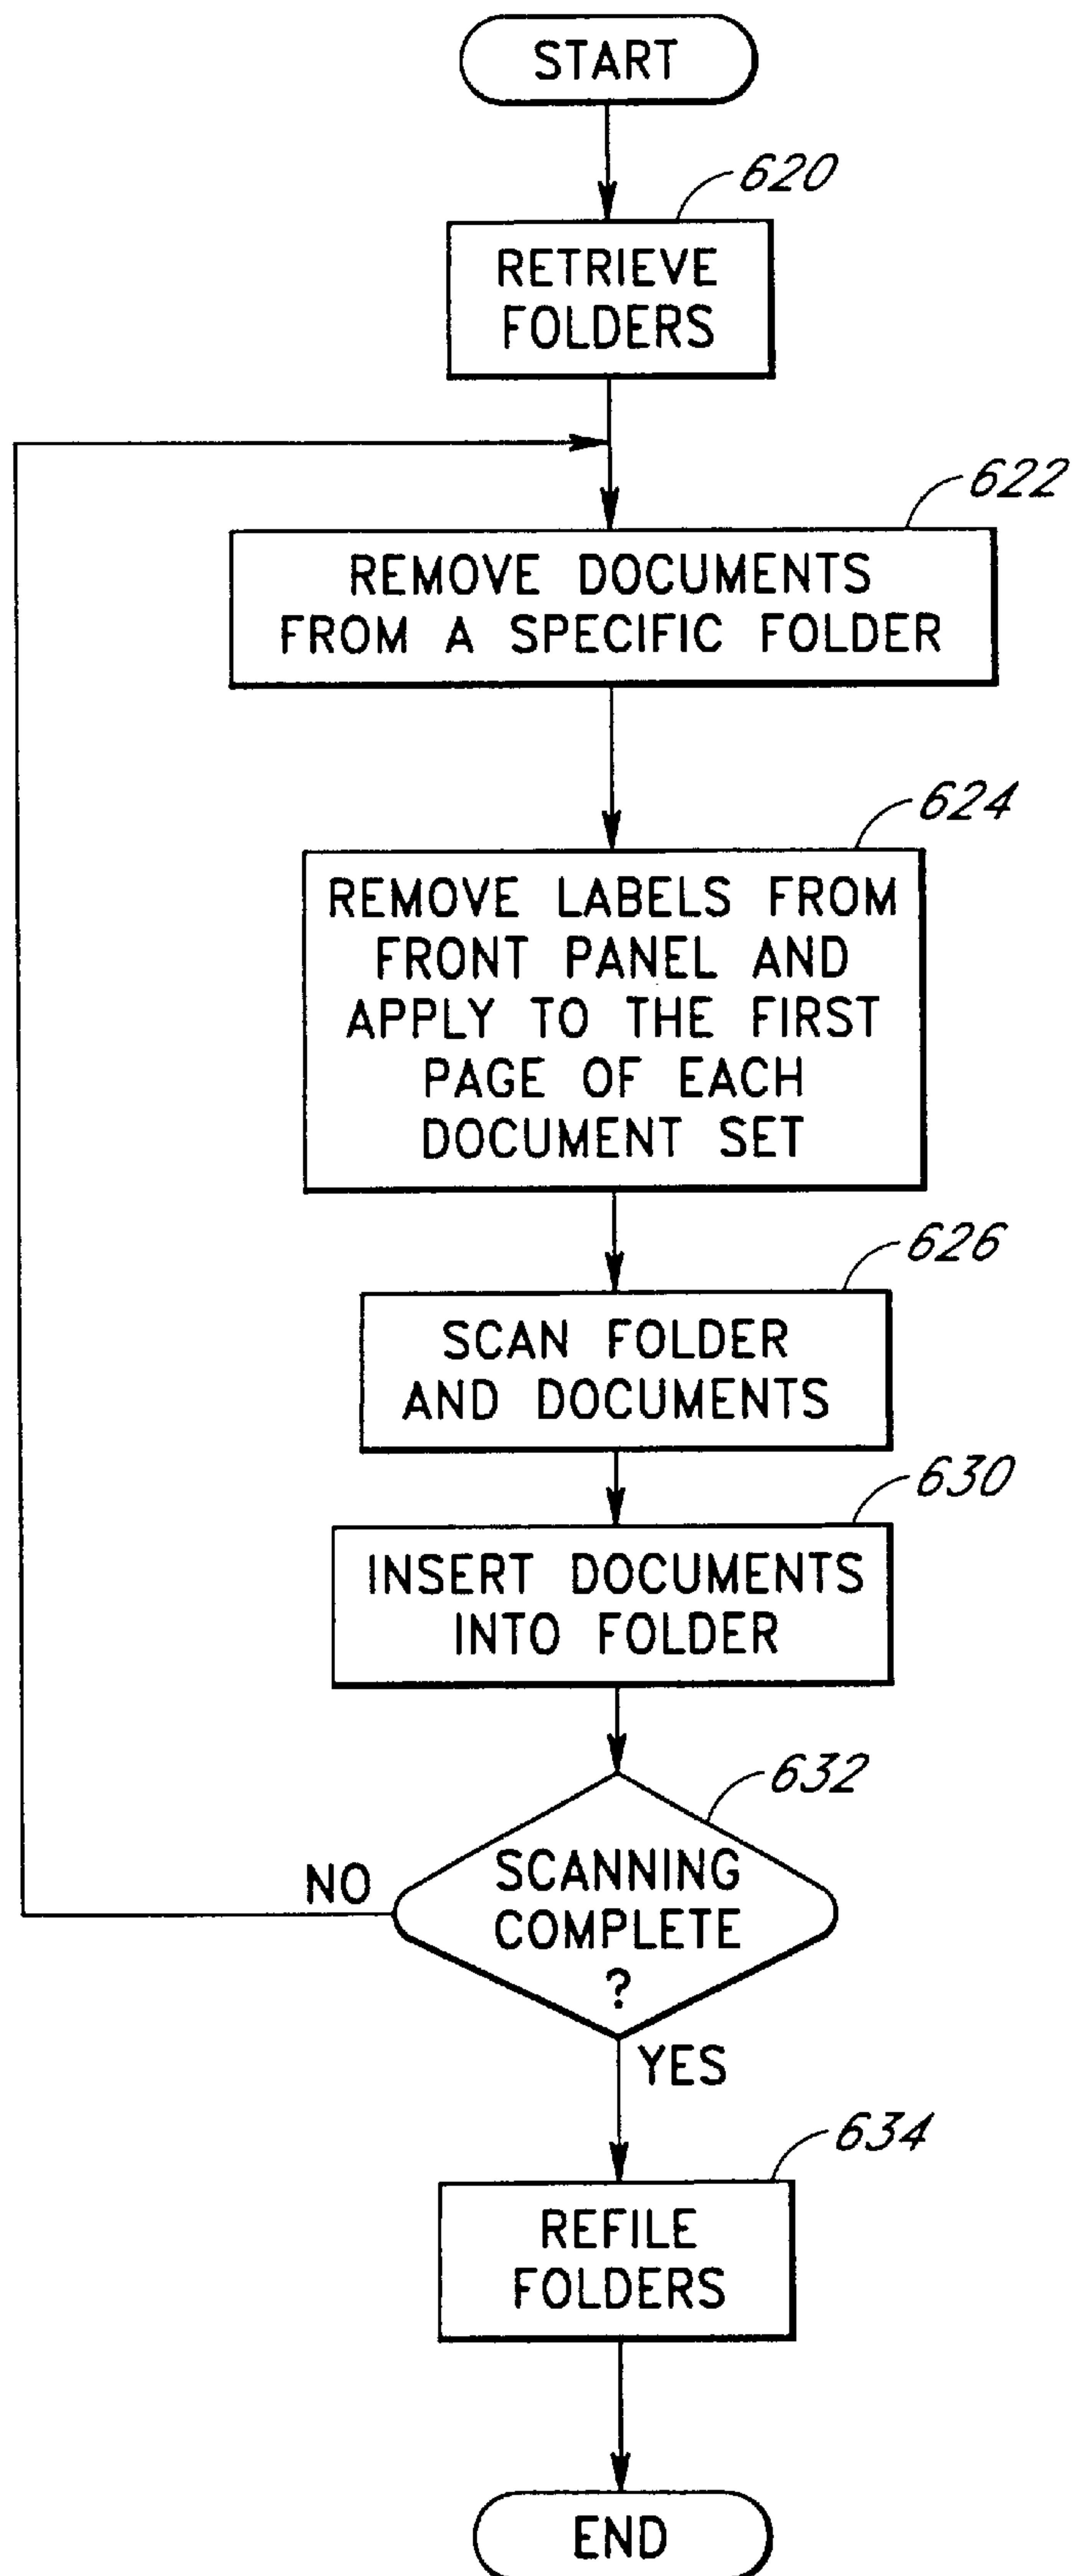 START
620
RETRIEVE
FOLDERS
622
REMOVE DOCUMENTS
FROM A SPECIFIC FOLDER
624
REMOVE LABELS FROM
FRONT PANEL AND
APPLY TO THE FIRST
PAGE OF EACH
DOCUMENT SET
626
SCAN FOLDER
AND DOCUMENTS
630
INSERT DOCUMENTS
INTO FOLDER
632
SCANNING
COMPLETE
?
NO
YES
634
REFILE
FOLDERS
END